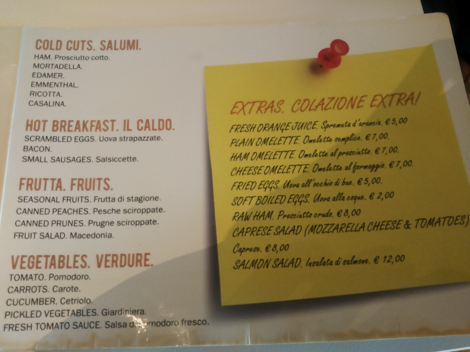 COLD CUTS. SALUMI.
HAM. Prosciutto cotto.
MORTADELLA.
EDAMER.
EMMENTHAL.
RICOTTA.
CASALINA.
HOT BREAKFAST. IL CALDO.
SCRAMBLED EGGS. Uova strapazzate.
BACON.
SMALL SAUSAGES. Salsiccette.
FRUTTA. FRUITS.
SEASONAL FRUITS. Frutta di stagione.
CANNED PEACHES. Pesche sciroppate.
CANNED PRUNES. Prugne sciroppate.
FRUIT SALAD. Macedonia.
VEGETABLES. VERDURE.
TOMATO. Pomodoro.
CARROTS. Carote.
CUCUMBER. Cetriolo.
PICKLED VEGETABLES. Giardiniera.
FRESH TOMATO SAUCE. Salsa di pomodoro fresco.
EXTRAS. COLAZIONE EXTRA!
FRESH ORANGE JUICE. Spremuta d'arancia. € 5,00
PLAIN OMELETTE. Omelette semplice. € 7,00.
HAM OMELETTE. Omelette al prosciutto. € 7,00.
CHEESE OMELETTE. Omelette al formaggio. € 7,00.
FRIED EGGS. Uova all'occhio di bue. € 5,00
SOFT BOILED EGGS. Uova alla coque. € 2,00
RAW HAM. Prosciutto crudo. € 8,00
CAPRESE SALAD (MOZZARELLA CHEESE & TOMATOES)
Caprese. € 8,00
SALMON SALAD. Insalata di salmone. € 12,00